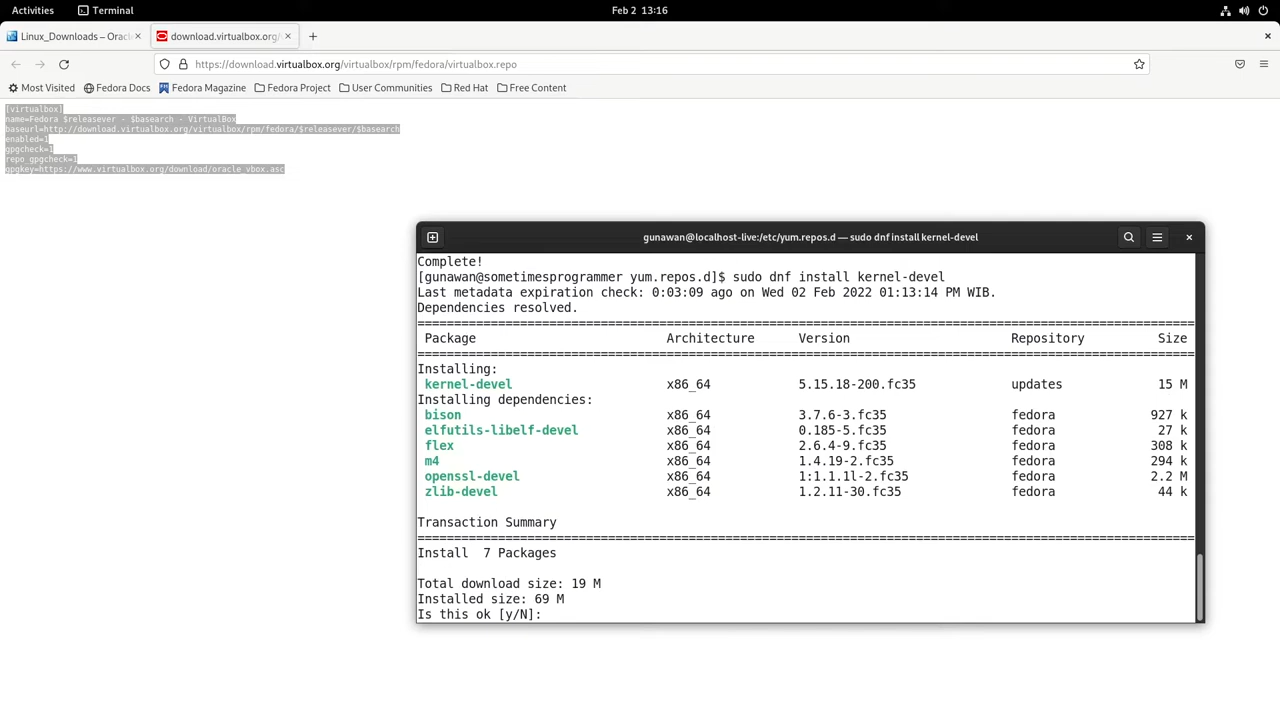 Activities Terminal Feb 2 13:16
Linux_Downloads – Orac download.virtualbox.org/
https://download.virtualbox.org/virtualbox/rpm/fedora/virtualbox.repo
Most Visited Fedora Docs Fedora Magazine Fedora Project User Communities Red Hat Free Content
[virtualbox]
name=Fedora $releasever - $basearch - VirtualBox
baseurl=http://download.virtualbox.org/virtualbox/rpm/fedora/$releasever/$basearch
enabled=1
gpgcheck=1
repo_gpgcheck=1
gpgkey=https://www.virtualbox.org/download/oracle_vbox.asc
gunawan@localhost-live:/etc/yum.repos.d — sudo dnf install kernel-devel
Complete!
[gunawan@sometimesprogrammer yum.repos.d]$ sudo dnf install kernel-devel
Last metadata expiration check: 0:03:09 ago on Wed 02 Feb 2022 01:13:14 PM WIB.
Dependencies resolved.
Package Architecture Version Repository Size
Installing:
kernel-devel x86_64 5.15.18-200.fc35 updates 15 M
Installing dependencies:
bison x86_64 3.7.6-3.fc35 fedora 927 k
elfutils-libelf-devel x86_64 0.185-5.fc35 fedora 27 k
flex x86_64 2.6.4-9.fc35 fedora 308 k
m4 x86_64 1.4.19-2.fc35 fedora 294 k
openssl-devel x86_64 1:1.1.1l-2.fc35 fedora 2.2 M
zlib-devel x86_64 1.2.11-30.fc35 fedora 44 k
Transaction Summary
Install 7 Packages
Total download size: 19 M
Installed size: 69 M
Is this ok [y/N]: